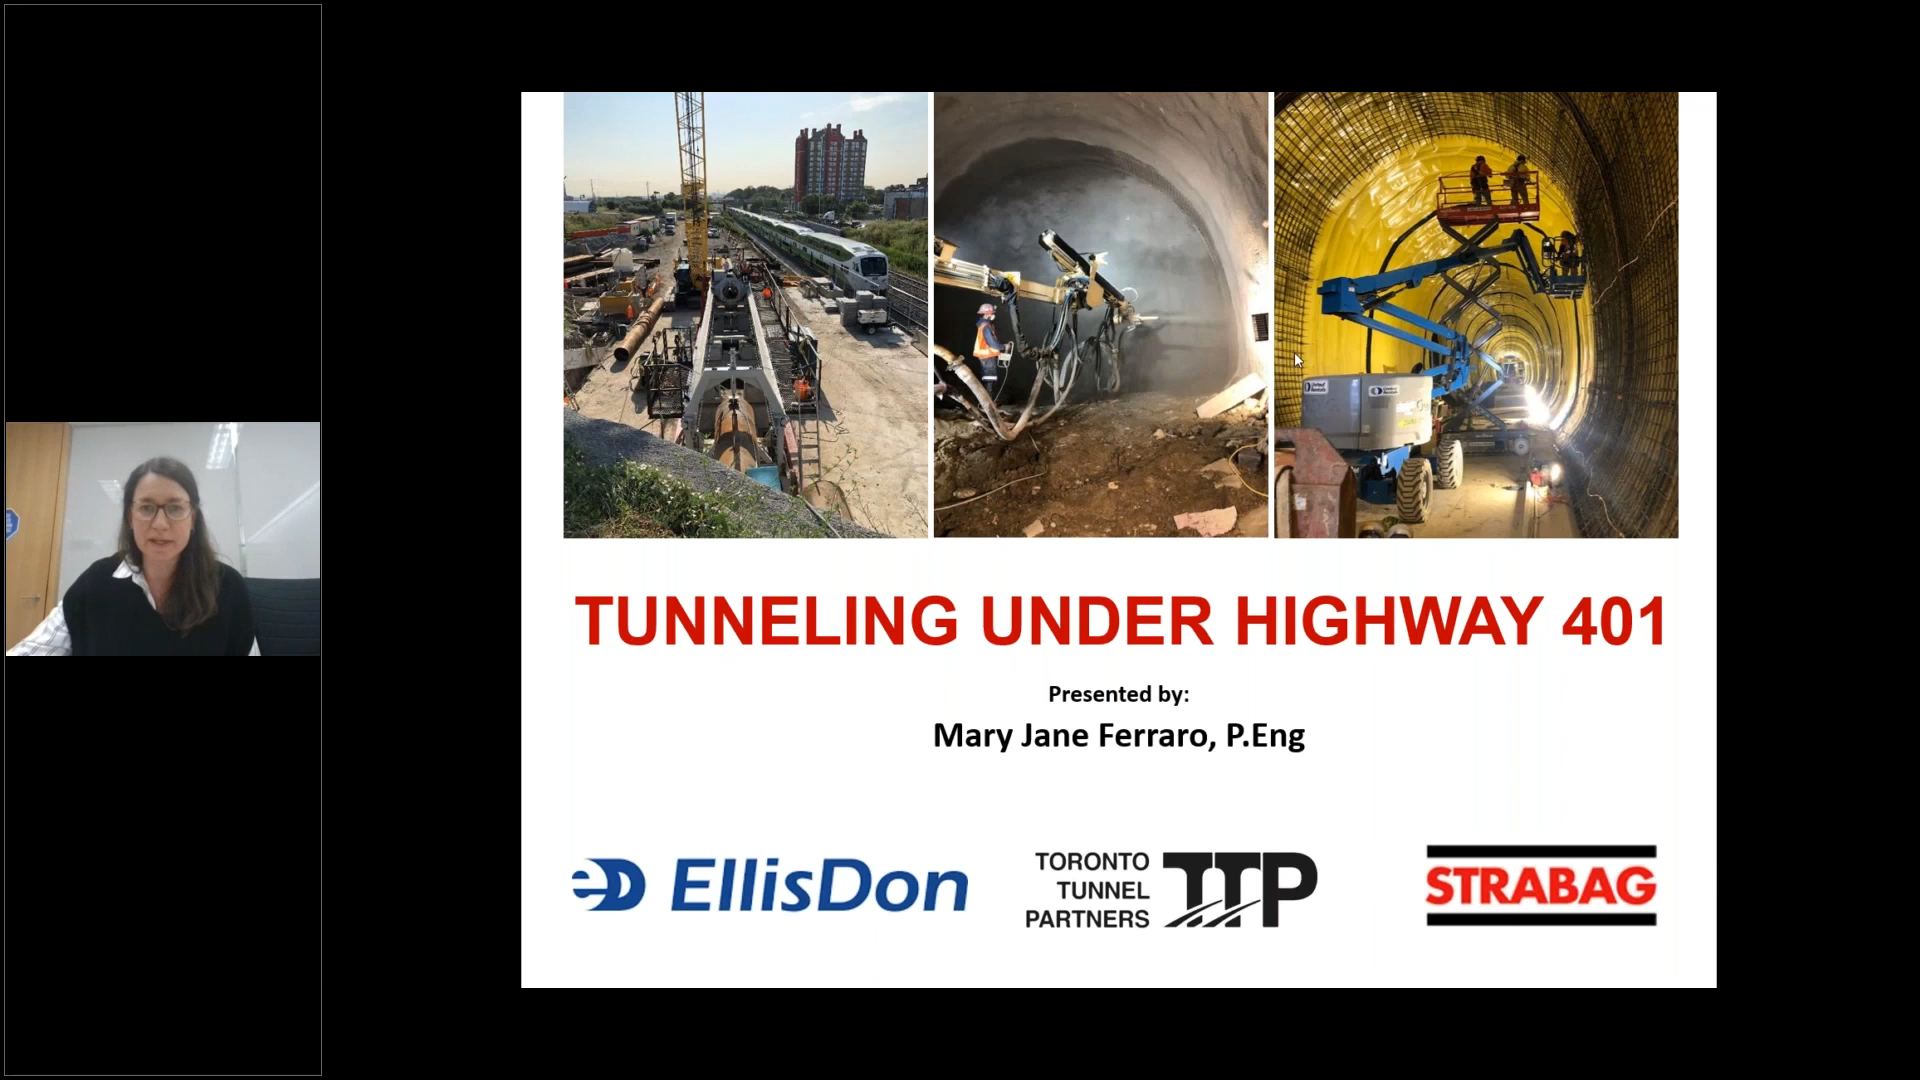 TUNNELING UNDER HIGHWAY 401
Presented by:
Mary Jane Ferraro, P.Eng
EllisDon
TORONTO
TUNNEL
PARTNERS
TTP
STRABAG